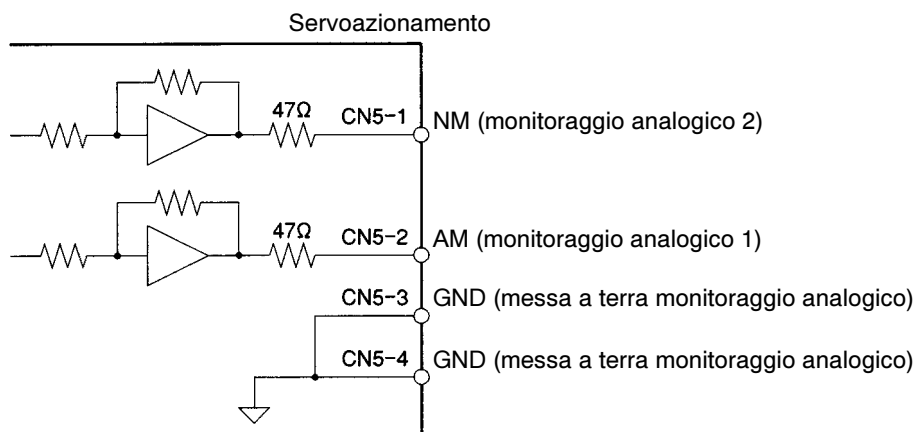 Servoazionamento
47Ω CN5-1 NM (monitoraggio analogico 2)
47Ω CN5-2 AM (monitoraggio analogico 1)
CN5-3 GND (messa a terra monitoraggio analogico)
CN5-4 GND (messa a terra monitoraggio analogico)